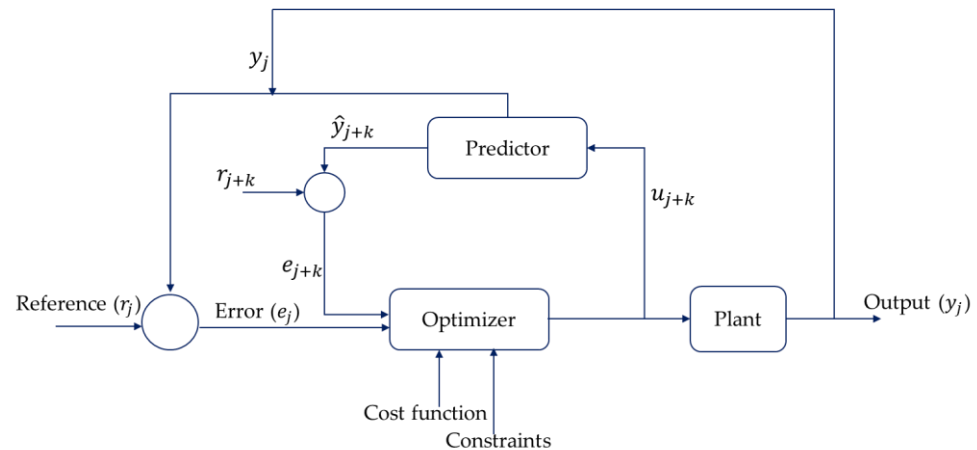 y_j
ŷ_{j+k}
Predictor
r_{j+k}
u_{j+k}
e_{j+k}
Reference (r_j)
Error (e_j)
Optimizer
Plant
Output (y_j)
Cost function
Constraints